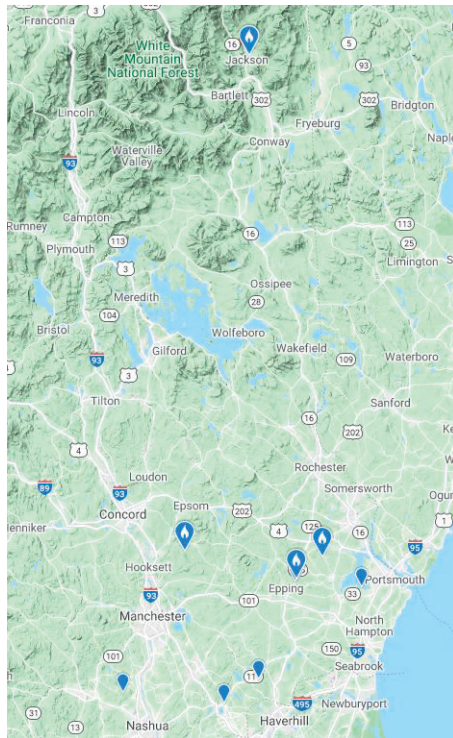 3
Franconia
16
5
White
Mountain
National Forest
Jackson
93
Bartlett
302
302
Bridgton
Lincoln
Fryeburg
Conway
Naple
Waterville
Valley
93
Campton
Rumney
113
16
113
Plymouth
25
3
Limington
Ossipee
Meredith
28
104
Bristol
Wolfeboro
Gilford
Wakefield
93
109
Waterboro
3
Tilton
Sanford
16
202
4
Rochester
Loudon
89
93
Somersworth
Ogun
Epsom
202
Concord
1
Henniker
125
4
16
95
Hooksett
Epping
Portsmouth
93
33
101
Manchester
North
Hampton
150
95
101
Seabrook
11
495
Newburyport
31
13
Nashua
Haverhill